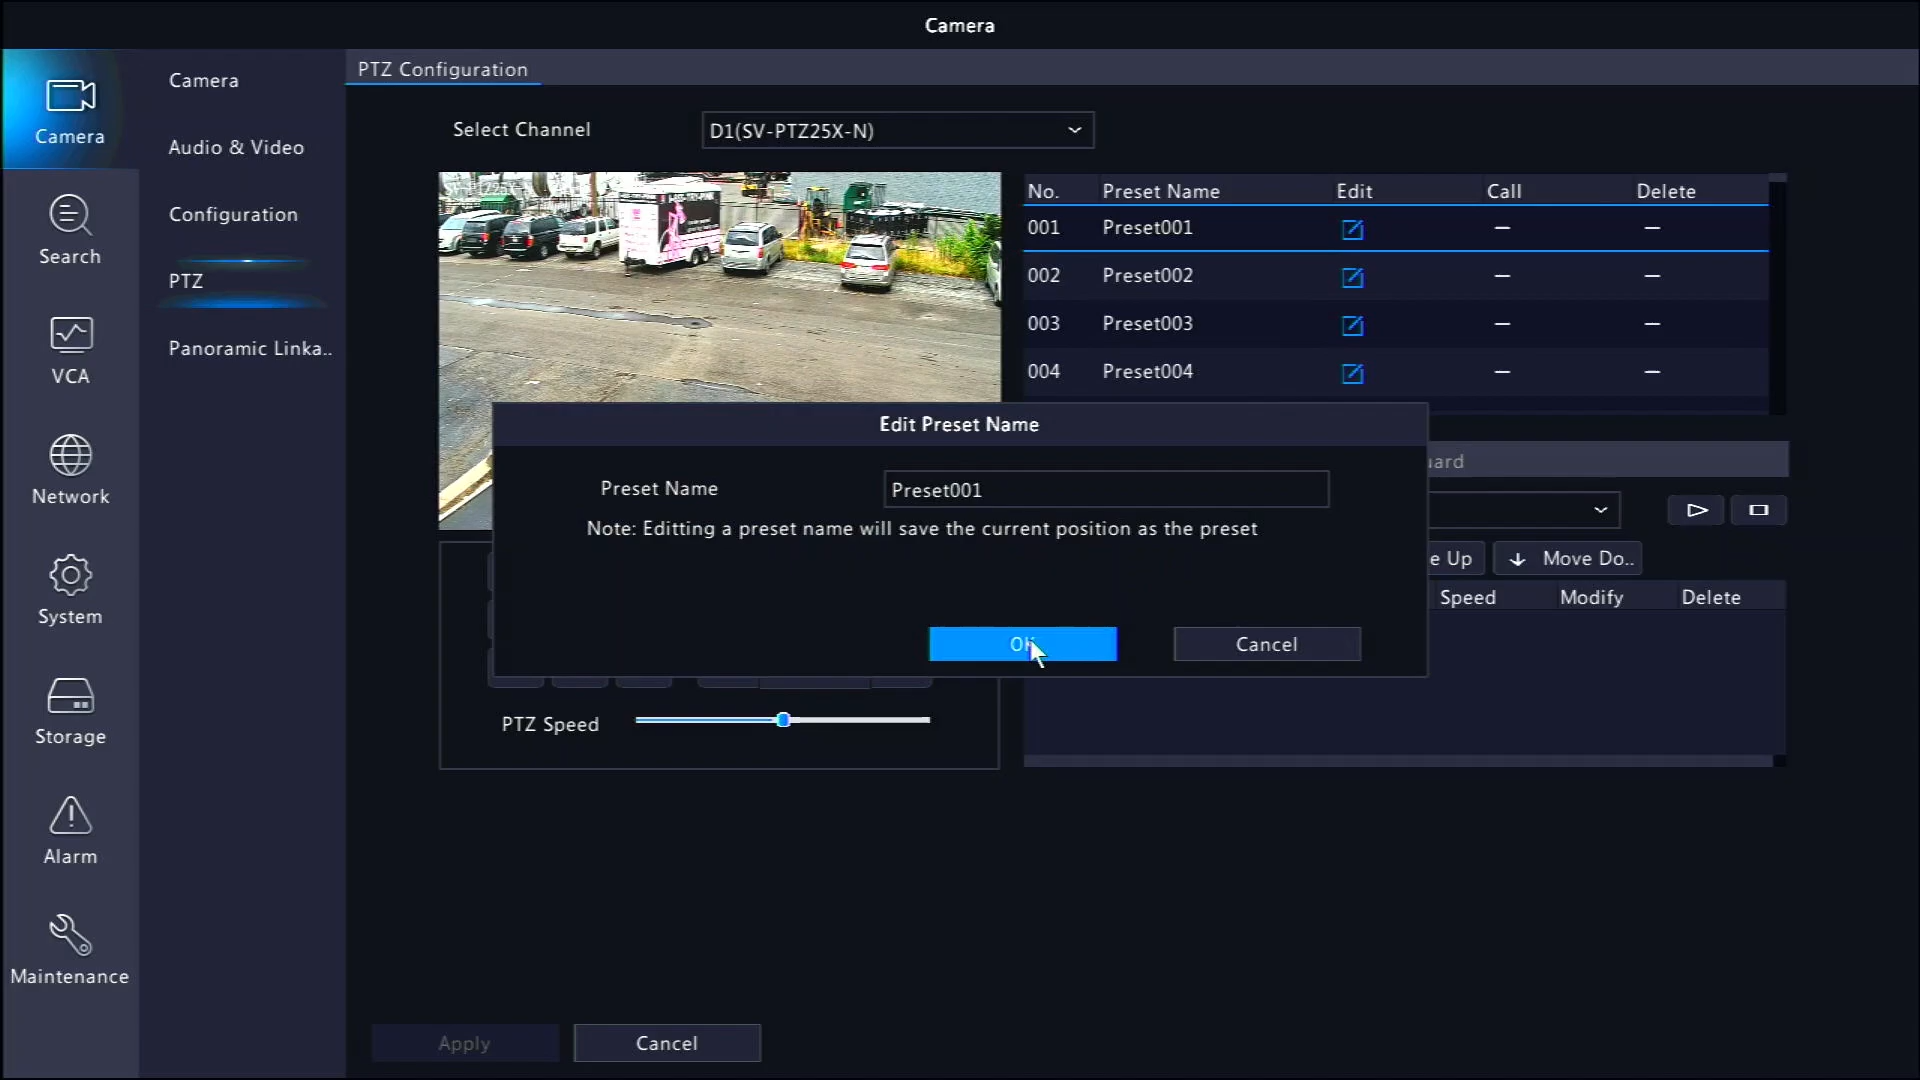 Camera
Camera
Search
VCA
Network
System
Storage
Alarm
Maintenance
Camera
Audio & Video
Configuration
PTZ
Panoramic Linka..
PTZ Configuration
Select Channel
D1(SV-PTZ25X-N)
SV-PTZ25X-N
No. Preset Name Edit Call Delete
001 Preset001 — —
002 Preset002 — —
003 Preset003 — —
004 Preset004 — —
Edit Preset Name
Preset Name
Preset001
Note: Editting a preset name will save the current position as the preset
OK
Cancel
e Up
Move Do..
Speed Modify Delete
PTZ Speed
Apply
Cancel